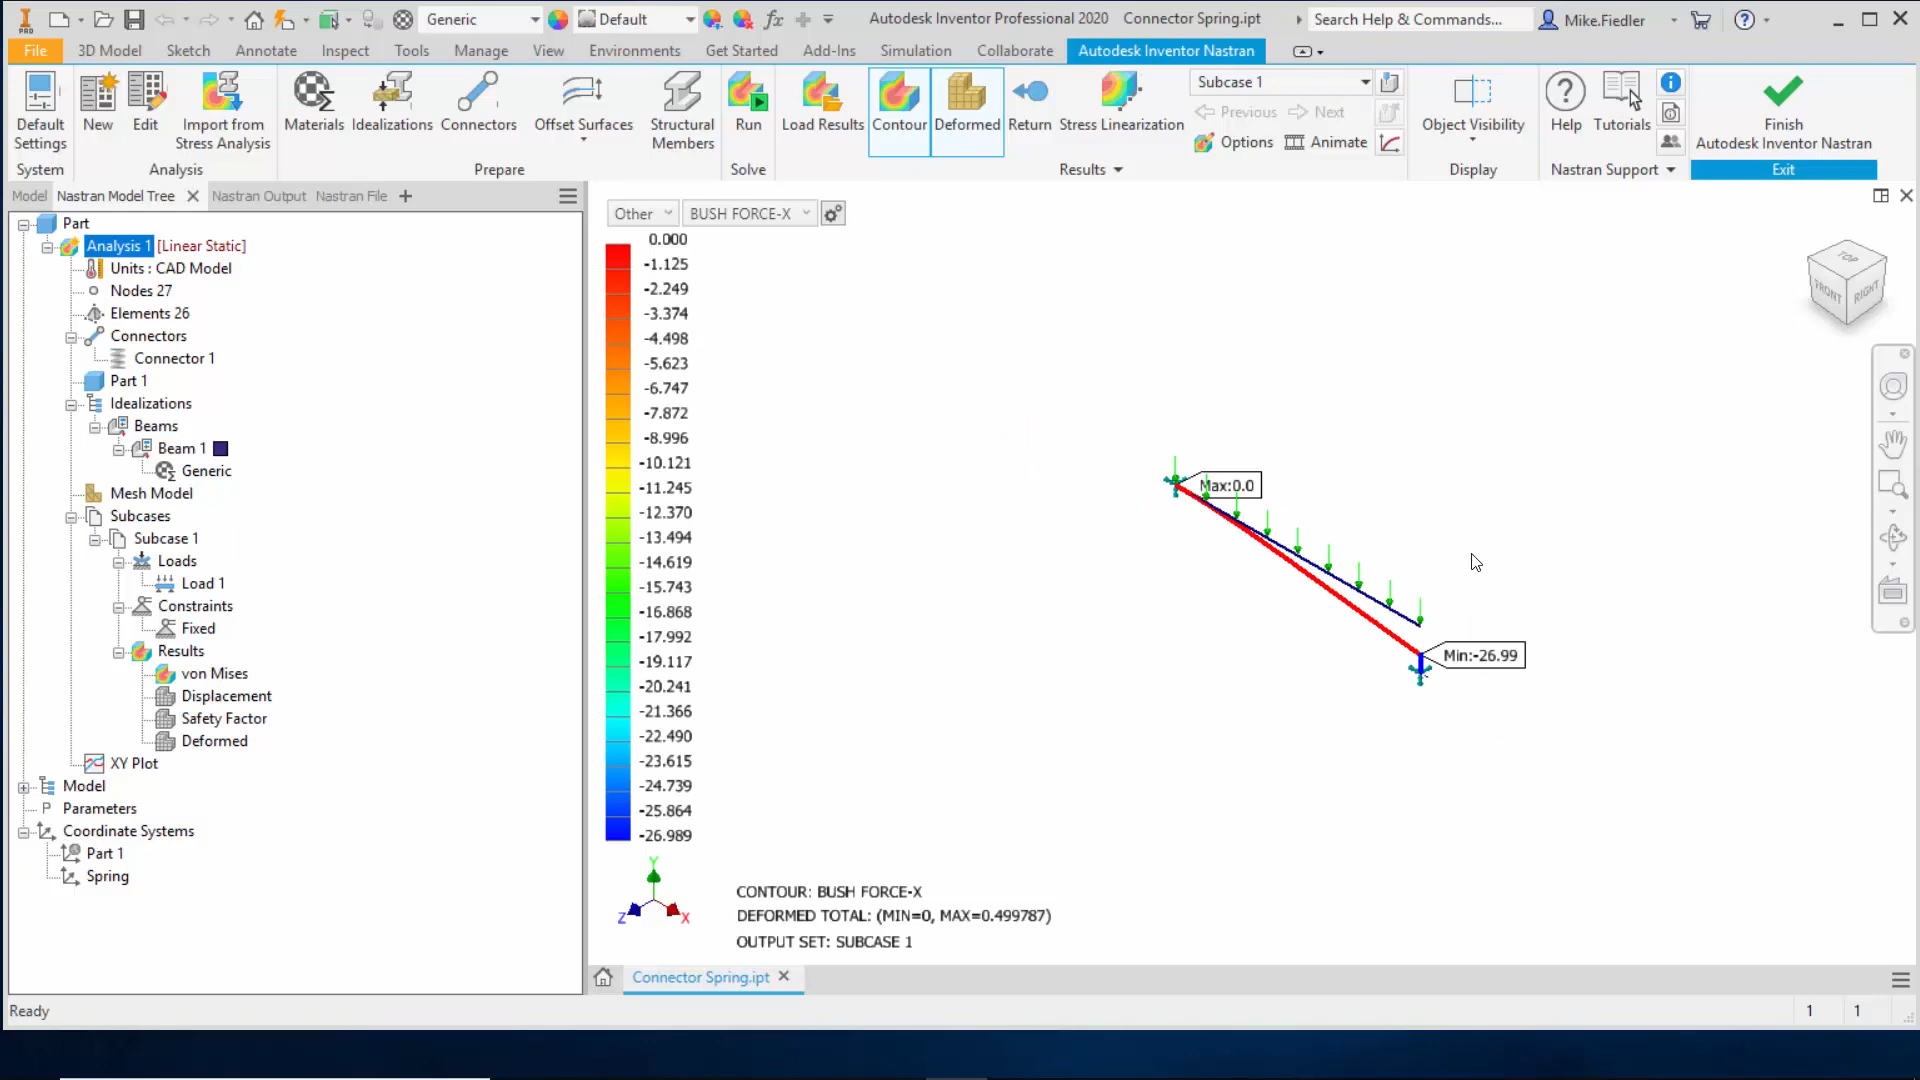 PRO
Generic
Default
Autodesk Inventor Professional 2020 Connector Spring.ipt
Search Help & Commands...
Mike.Fiedler
File 3D Model Sketch Annotate Inspect Tools Manage View Environments Get Started Add-Ins Simulation Collaborate Autodesk Inventor Nastran
Default Settings
New
Edit
Import from Stress Analysis
Materials
Idealizations
Connectors
Offset Surfaces
Structural Members
Run
Load Results
Contour
Deformed
Return
Stress Linearization
Subcase 1
Previous Next
Options Animate
Object Visibility
Help
Tutorials
Finish
Autodesk Inventor Nastran
System
Analysis
Prepare
Solve
Results
Display
Nastran Support
Exit
Model Nastran Model Tree Nastran Output Nastran File
Part
Analysis 1 [Linear Static]
Units : CAD Model
Nodes 27
Elements 26
Connectors
Connector 1
Part 1
Idealizations
Beams
Beam 1
Generic
Mesh Model
Subcases
Subcase 1
Loads
Load 1
Constraints
Fixed
Results
von Mises
Displacement
Safety Factor
Deformed
XY Plot
Model
P Parameters
Coordinate Systems
Part 1
Spring
Other BUSH FORCE-X
0.000
-1.125
-2.249
-3.374
-4.498
-5.623
-6.747
-7.872
-8.996
-10.121
-11.245
-12.370
-13.494
-14.619
-15.743
-16.868
-17.992
-19.117
-20.241
-21.366
-22.490
-23.615
-24.739
-25.864
-26.989
Max:0.0
Min:-26.99
TOP
FRONT
RIGHT
Y
Z
X
CONTOUR: BUSH FORCE-X
DEFORMED TOTAL: (MIN=0, MAX=0.499787)
OUTPUT SET: SUBCASE 1
Connector Spring.ipt
Ready
1 1